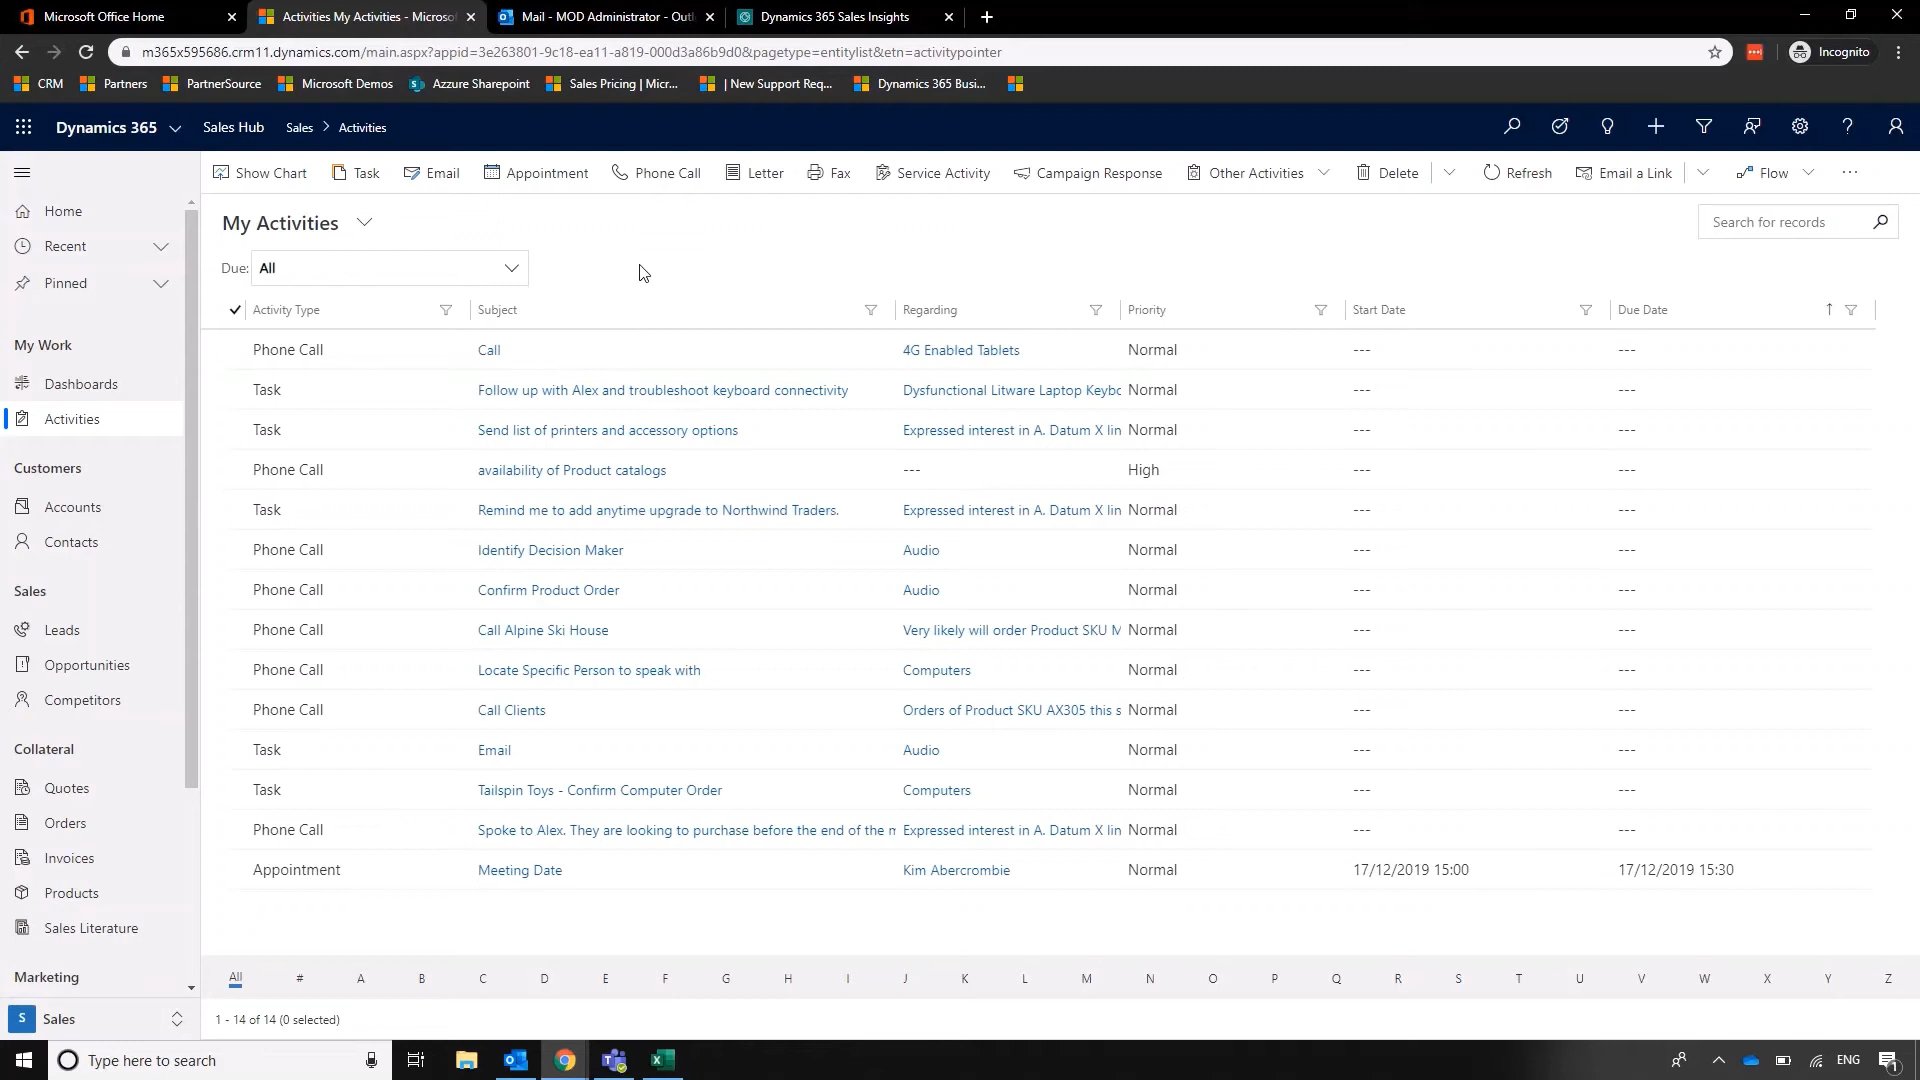 Microsoft Office Home
Activities My Activities - Microso
Mail - MOD Administrator - Outl
Dynamics 365 Sales Insights
m365x595686.crm11.dynamics.com/main.aspx?appid=3e263801-9c18-ea11-a819-000d3a86b9d0&pagetype=entitylist&etn=activitypointer
Incognito
CRM
Partners
PartnerSource
Microsoft Demos
Azzure Sharepoint
Sales Pricing | Micr...
| New Support Req...
Dynamics 365 Busi...
Dynamics 365
Sales Hub
Sales > Activities
Show Chart
Task
Email
Appointment
Phone Call
Letter
Fax
Service Activity
Campaign Response
Other Activities
Delete
Refresh
Email a Link
Flow
Home
Recent
Pinned
My Work
Dashboards
Activities
Customers
Accounts
Contacts
Sales
Leads
Opportunities
Competitors
Collateral
Quotes
Orders
Invoices
Products
Sales Literature
Marketing
S Sales
My Activities
Search for records
Due: All
Activity Type Subject Regarding Priority Start Date Due Date
Phone Call Call 4G Enabled Tablets Normal --- ---
Task Follow up with Alex and troubleshoot keyboard connectivity Dysfunctional Litware Laptop Keybo Normal --- ---
Task Send list of printers and accessory options Expressed interest in A. Datum X lin Normal --- ---
Phone Call availability of Product catalogs --- High --- ---
Task Remind me to add anytime upgrade to Northwind Traders. Expressed interest in A. Datum X lin Normal --- ---
Phone Call Identify Decision Maker Audio Normal --- ---
Phone Call Confirm Product Order Audio Normal --- ---
Phone Call Call Alpine Ski House Very likely will order Product SKU M Normal --- ---
Phone Call Locate Specific Person to speak with Computers Normal --- ---
Phone Call Call Clients Orders of Product SKU AX305 this s Normal --- ---
Task Email Audio Normal --- ---
Task Tailspin Toys - Confirm Computer Order Computers Normal --- ---
Phone Call Spoke to Alex. They are looking to purchase before the end of the m Expressed interest in A. Datum X lin Normal --- ---
Appointment Meeting Date Kim Abercrombie Normal 17/12/2019 15:00 17/12/2019 15:30
All # A B C D E F G H I J K L M N O P Q R S T U V W X Y Z
1 - 14 of 14 (0 selected)
Type here to search
ENG
1